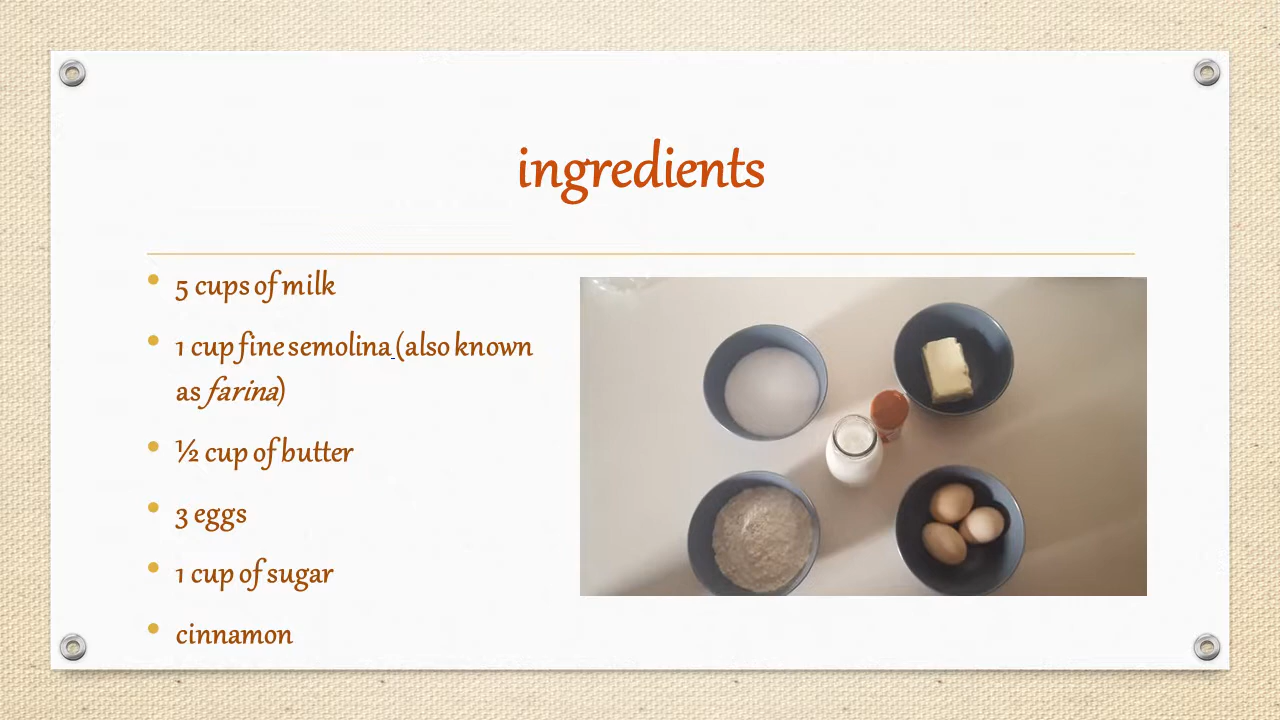 ingredients
• 5 cups of milk
• 1 cup fine semolina (also known
as farina)
• ½ cup of butter
• 3 eggs
• 1 cup of sugar
• cinnamon